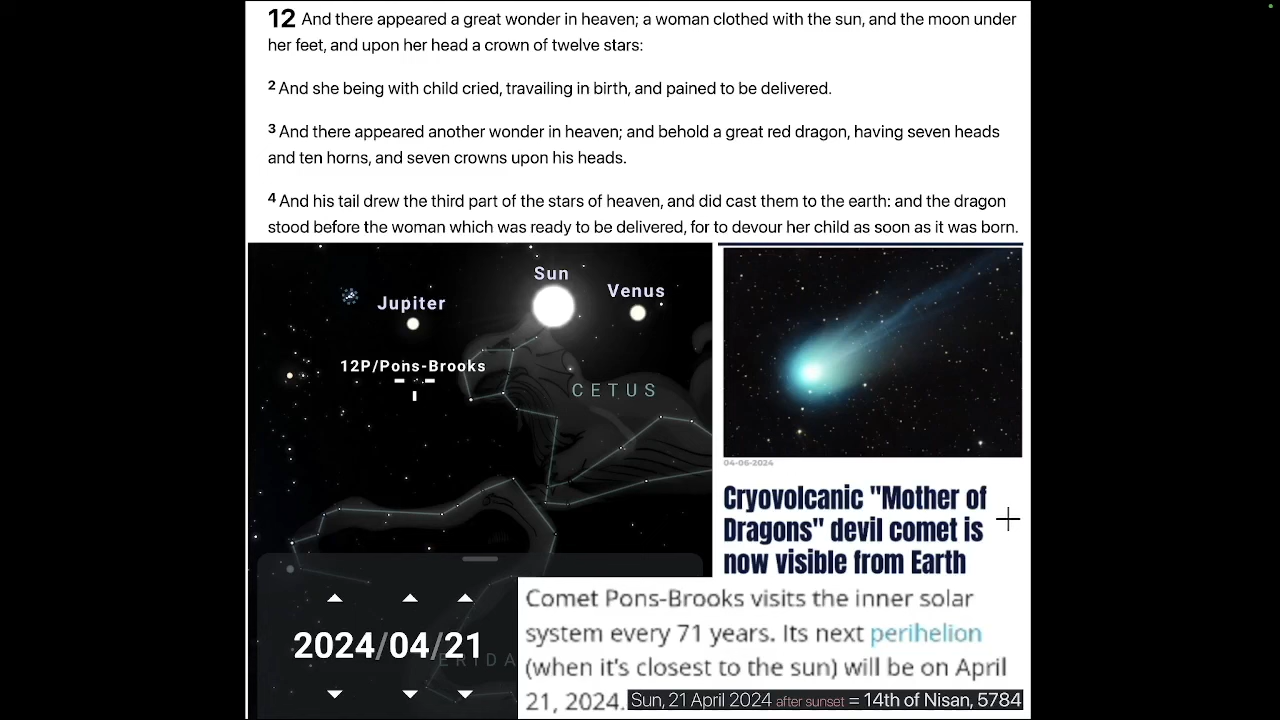 12 And there appeared a great wonder in heaven; a woman clothed with the sun, and the moon under
her feet, and upon her head a crown of twelve stars:
2 And she being with child cried, travailing in birth, and pained to be delivered.
3 And there appeared another wonder in heaven; and behold a great red dragon, having seven heads
and ten horns, and seven crowns upon his heads.
4 And his tail drew the third part of the stars of heaven, and did cast them to the earth: and the dragon
stood before the woman which was ready to be delivered, for to devour her child as soon as it was born.
Sun
Venus
Jupiter
12P/Pons-Brooks
CETUS
ERIDA
2024/04/21
04-06-2024
Cryovolcanic "Mother of
Dragons" devil comet is
now visible from Earth
Comet Pons-Brooks visits the inner solar
system every 71 years. Its next perihelion
(when it's closest to the sun) will be on April
21, 2024.
Sun, 21 April 2024 after sunset = 14th of Nisan, 5784